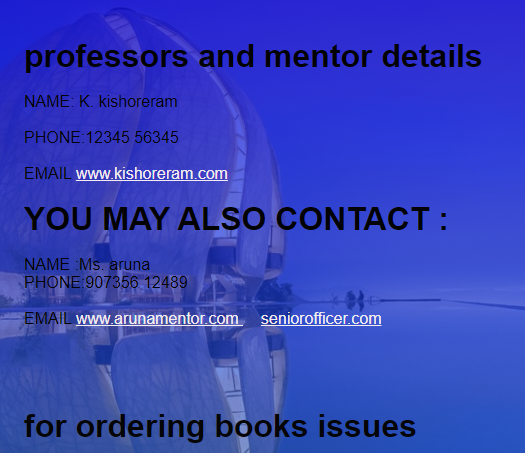 professors and mentor details
NAME: K. kishoreram
PHONE:12345 56345
EMAIL www.kishoreram.com
YOU MAY ALSO CONTACT :
NAME :Ms. aruna
PHONE:907356 12489
EMAIL www.arunamentor.com seniorofficer.com
for ordering books issues